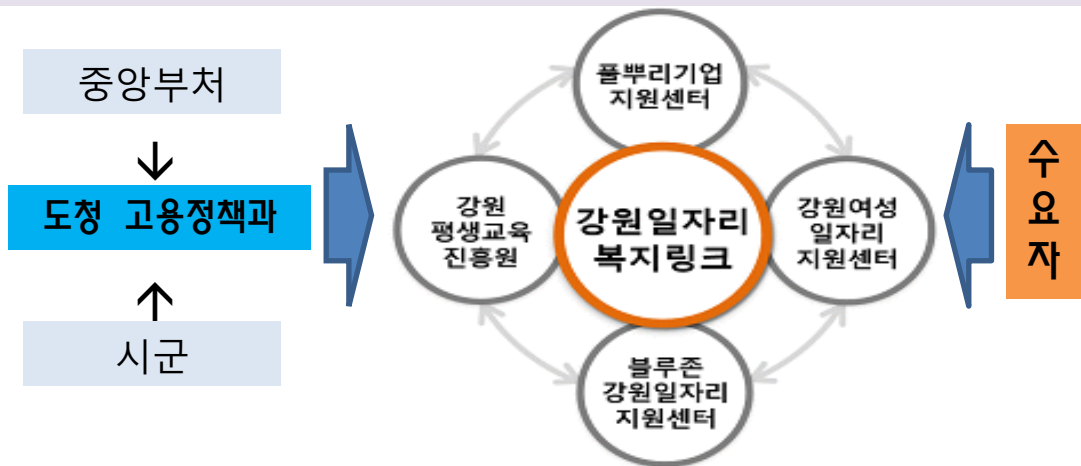 중앙부처
↓
도청 고용정책과
↑
시군
풀뿌리기업
지원센터
강원
평생교육
진흥원
강원일자리
복지링크
강원여성
일자리
지원센터
블루존
강원일자리
지원센터
수
요
자